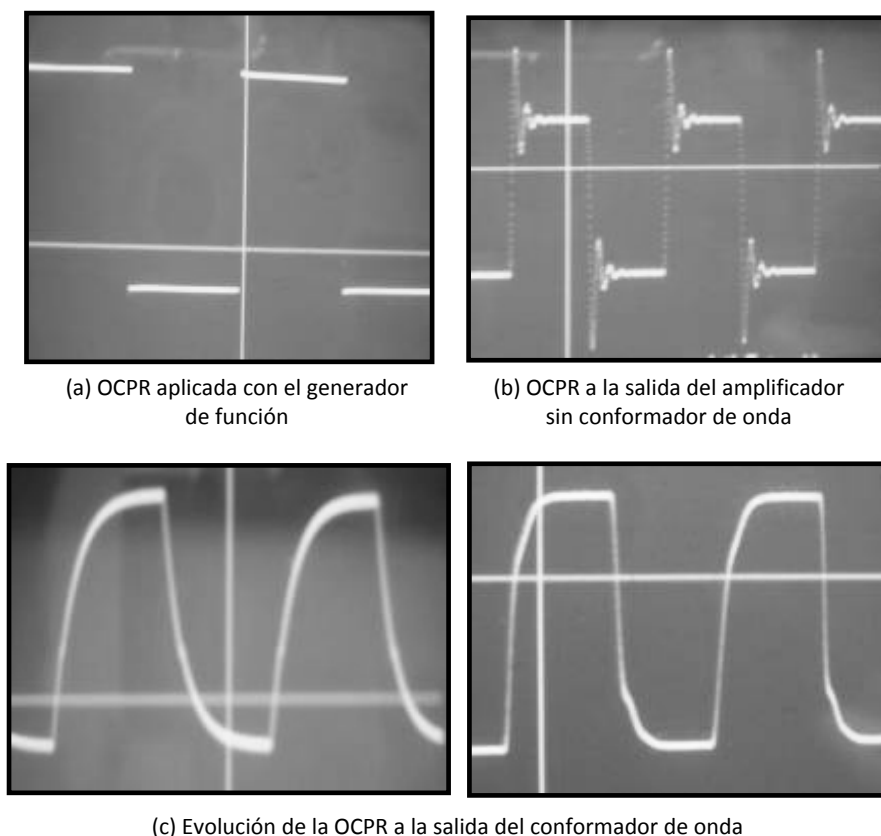 (a) OCPR aplicada con el generador
de función
(b) OCPR a la salida del amplificador
sin conformador de onda
(c) Evolución de la OCPR a la salida del conformador de onda